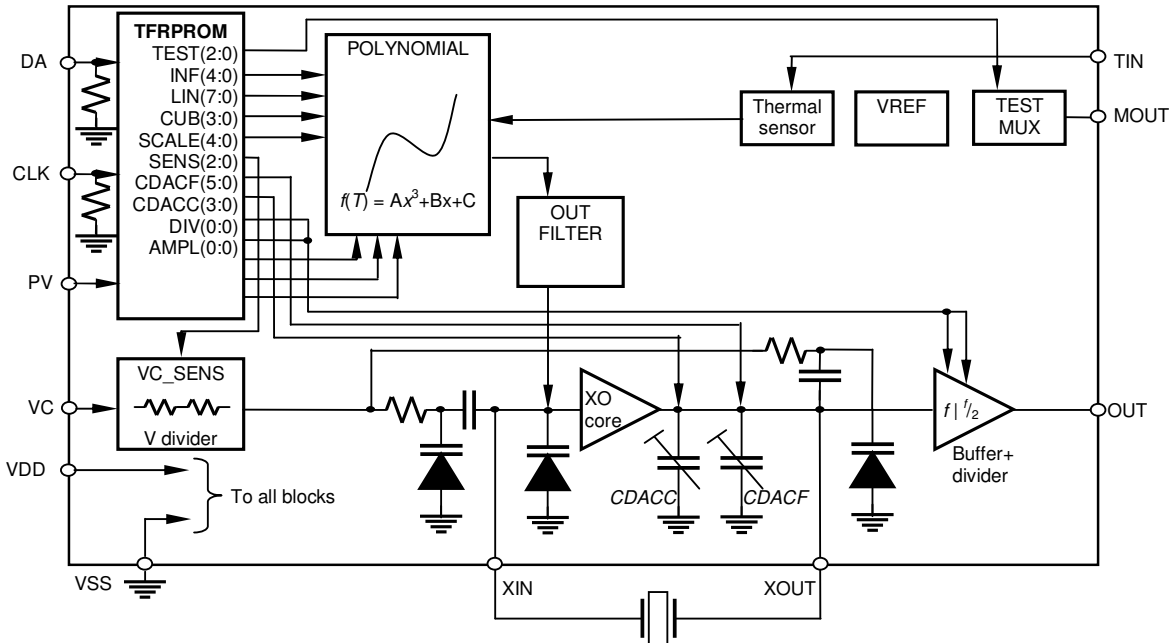 TFRPROM
TEST(2:0)
INF(4:0)
LIN(7:0)
CUB(3:0)
SCALE(4:0)
SENS(2:0)
CDACF(5:0)
CDACC(3:0)
DIV(0:0)
AMPL(0:0)
DA
CLK
PV
VC
VDD
VSS
POLYNOMIAL
f(T) = Ax³+Bx+C
Thermal
sensor
VREF
TEST
MUX
TIN
MOUT
OUT
FILTER
VC_SENS
V divider
To all blocks
XO
core
CDACC
CDACF
f | f/2
Buffer+
divider
OUT
XIN
XOUT